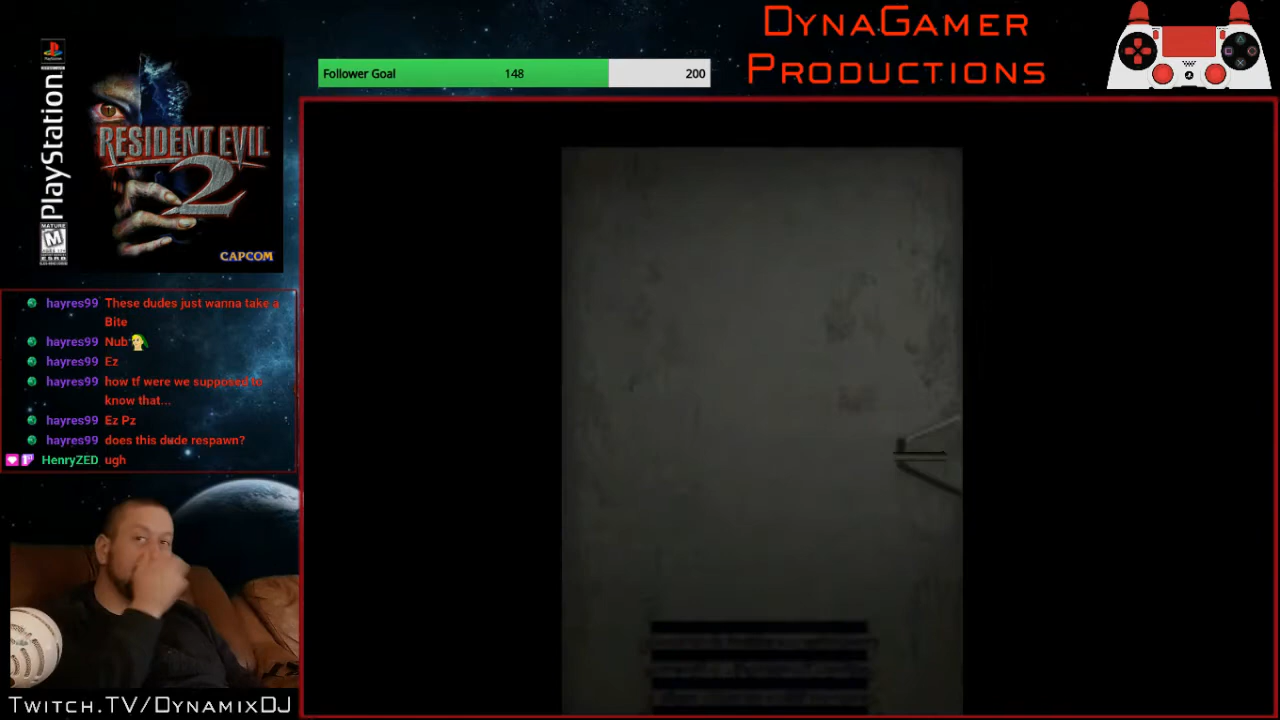 DynaGamer
Productions
Follower Goal 148 200
PlayStation
RESIDENT EVIL
2
MATURE
M
ESRB
CAPCOM
hayres99 These dudes just wanna take a
Bite
hayres99 Nub
hayres99 Ez
hayres99 how tf were we supposed to
know that...
hayres99 Ez Pz
hayres99 does this dude respawn?
HenryZED ugh
Twitch.TV/DynamixDJ